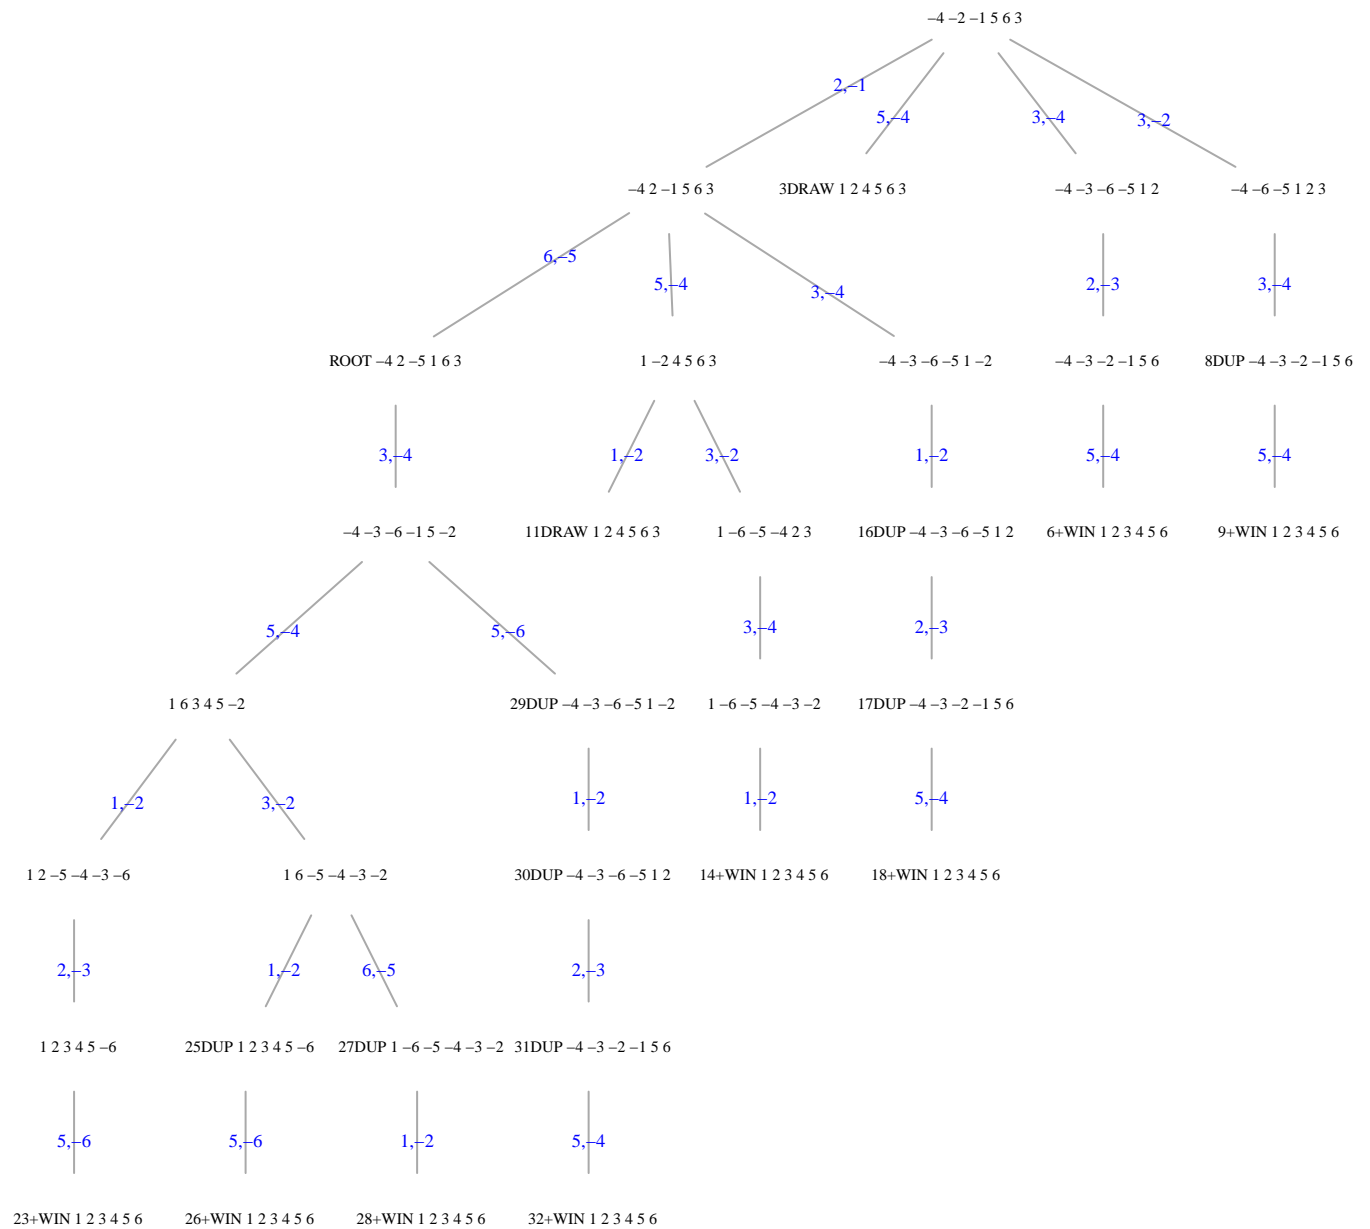 −4 −2 −1 5 6 3
2,−1
5,−4
3,−4
3,−2
−4 2 −1 5 6 3
3DRAW 1 2 4 5 6 3
−4 −3 −6 −5 1 2
−4 −6 −5 1 2 3
6,−5
5,−4
3,−4
2,−3
3,−4
ROOT −4 2 −5 1 6 3
1 −2 4 5 6 3
−4 −3 −6 −5 1 −2
−4 −3 −2 −1 5 6
8DUP −4 −3 −2 −1 5 6
3,−4
1,−2
3,−2
1,−2
5,−4
5,−4
−4 −3 −6 −1 5 −2
11DRAW 1 2 4 5 6 3
1 −6 −5 −4 2 3
16DUP −4 −3 −6 −5 1 2
6+WIN 1 2 3 4 5 6
9+WIN 1 2 3 4 5 6
5,−4
5,−6
3,−4
2,−3
1 6 3 4 5 −2
29DUP −4 −3 −6 −5 1 −2
1 −6 −5 −4 −3 −2
17DUP −4 −3 −2 −1 5 6
1,−2
3,−2
1,−2
1,−2
5,−4
1 2 −5 −4 −3 −6
1 6 −5 −4 −3 −2
30DUP −4 −3 −6 −5 1 2
14+WIN 1 2 3 4 5 6
18+WIN 1 2 3 4 5 6
2,−3
1,−2
6,−5
2,−3
1 2 3 4 5 −6
25DUP 1 2 3 4 5 −6
27DUP 1 −6 −5 −4 −3 −2
31DUP −4 −3 −2 −1 5 6
5,−6
5,−6
1,−2
5,−4
23+WIN 1 2 3 4 5 6
26+WIN 1 2 3 4 5 6
28+WIN 1 2 3 4 5 6
32+WIN 1 2 3 4 5 6